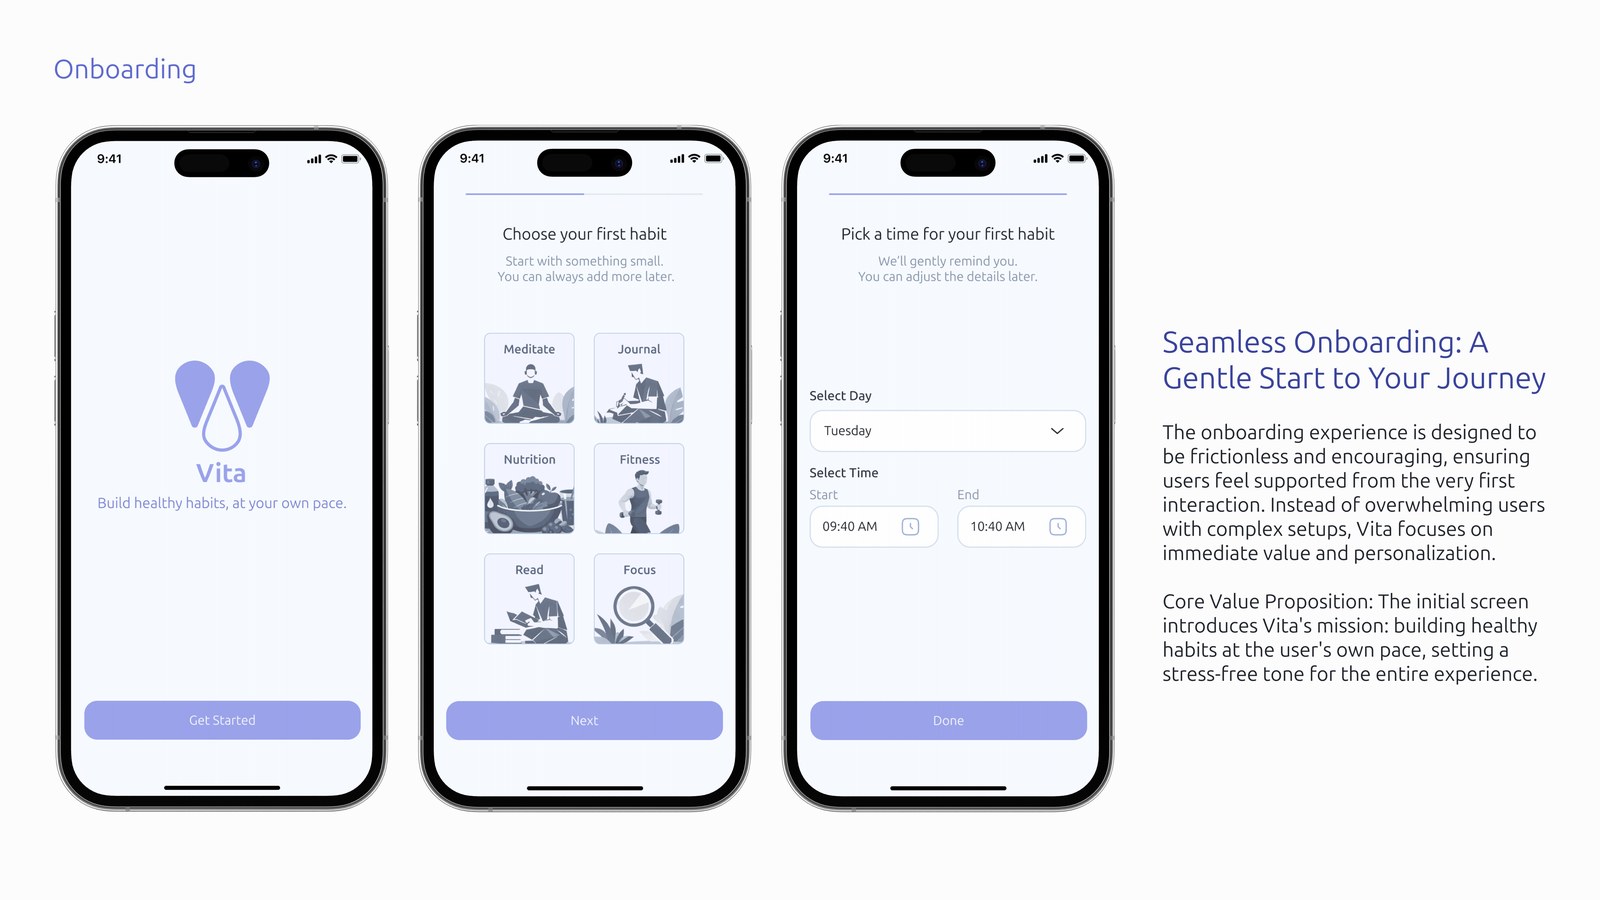 Onboarding
9:41
Vita
Build healthy habits, at your own pace.
Get Started
9:41
Choose your first habit
Start with something small.
You can always add more later.
Meditate
Journal
Nutrition
Fitness
Read
Focus
Next
9:41
Pick a time for your first habit
We'll gently remind you.
You can adjust the details later.
Select Day
Tuesday
Select Time
Start
End
09:40 AM
10:40 AM
Done
Seamless Onboarding: A
Gentle Start to Your Journey
The onboarding experience is designed to
be frictionless and encouraging, ensuring
users feel supported from the very first
interaction. Instead of overwhelming users
with complex setups, Vita focuses on
immediate value and personalization.
Core Value Proposition: The initial screen
introduces Vita's mission: building healthy
habits at the user's own pace, setting a
stress-free tone for the entire experience.